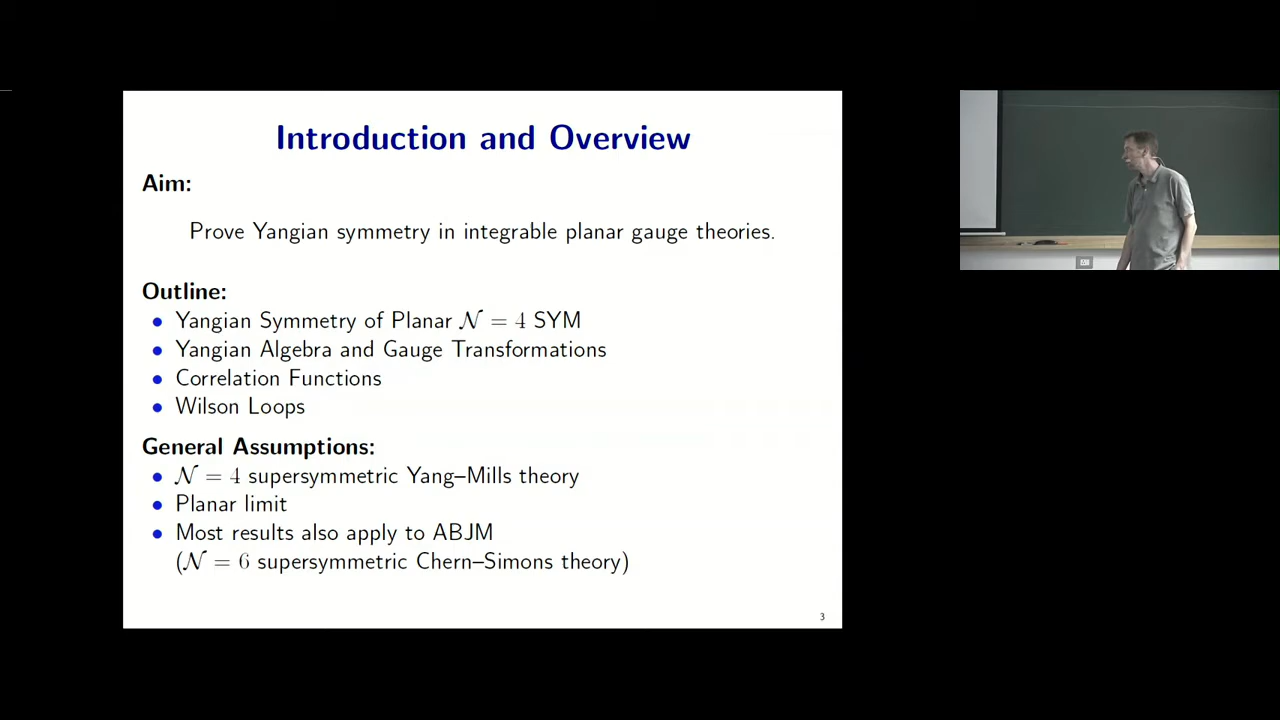 Introduction and Overview
Aim:
Prove Yangian symmetry in integrable planar gauge theories.
Outline:
• Yangian Symmetry of Planar 𝒩 = 4 SYM
• Yangian Algebra and Gauge Transformations
• Correlation Functions
• Wilson Loops
General Assumptions:
• 𝒩 = 4 supersymmetric Yang–Mills theory
• Planar limit
• Most results also apply to ABJM
(𝒩 = 6 supersymmetric Chern–Simons theory)
3